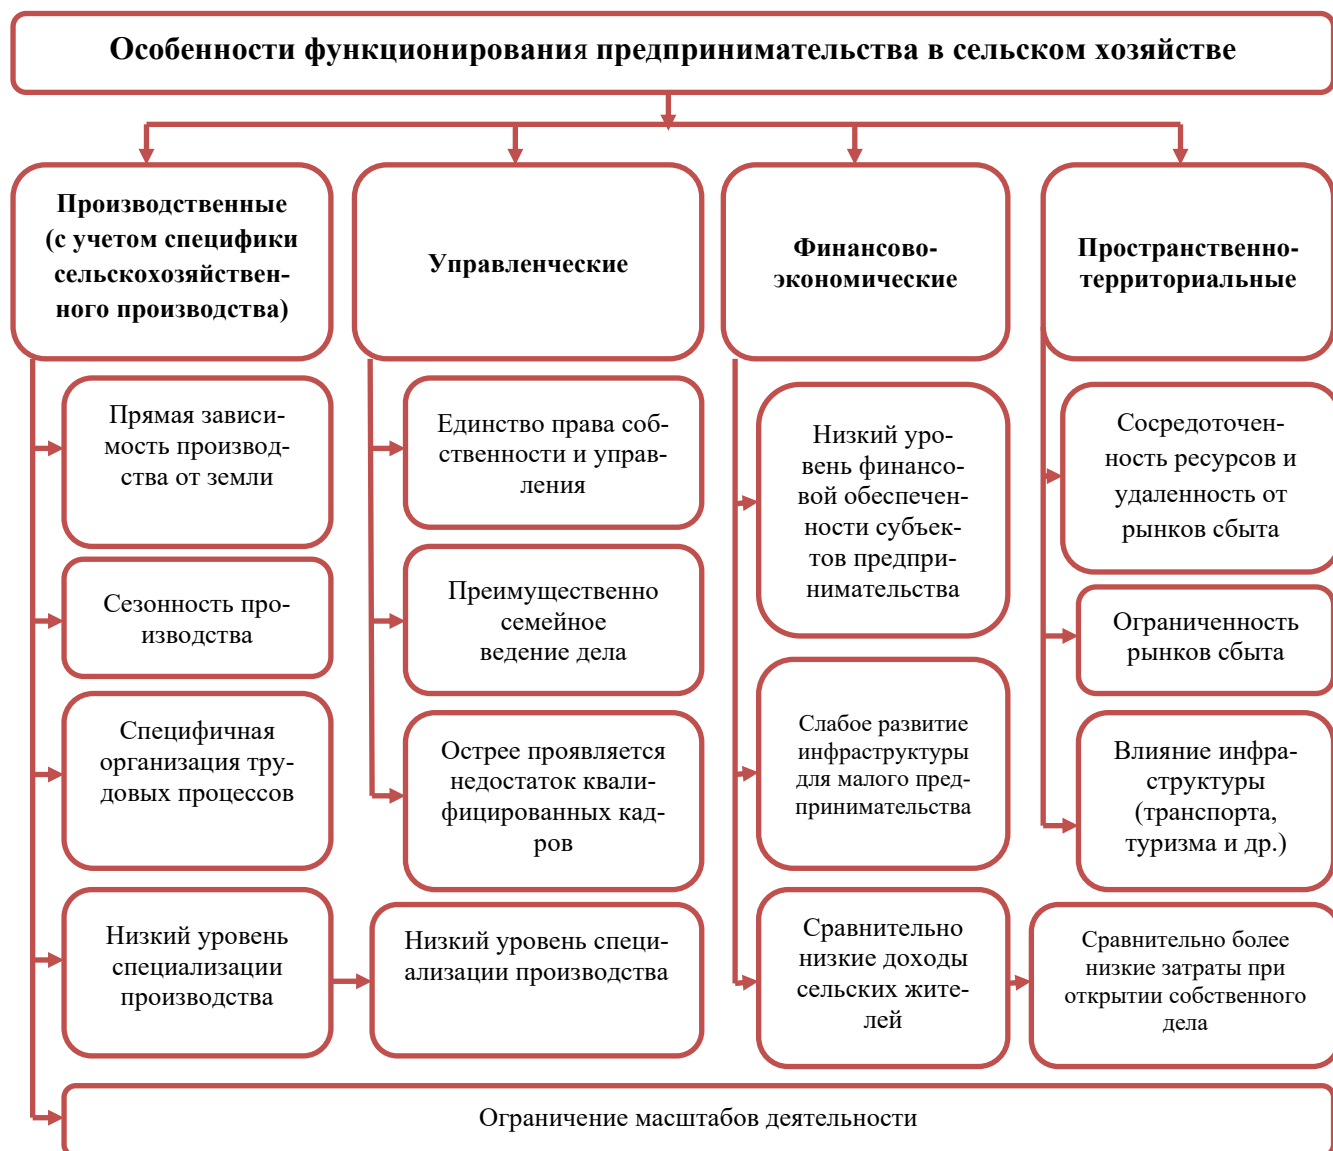 Особенности функционирования предпринимательства в сельском хозяйстве
Производственные
(с учетом специфики
сельскохозяйствен-
ного производства)
Управленческие
Финансово-
экономические
Пространственно-
территориальные
Прямая зависи-
мость производ-
ства от земли
Сезонность про-
изводства
Специфичная
организация тру-
довых процессов
Низкий уровень
специализации
производства
Единство права соб-
ственности и управ-
ления
Преимущественно
семейное
ведение дела
Острее проявляется
недостаток квали-
фицированных кад-
ров
Низкий уровень специ-
ализации производства
Низкий уро-
вень финансо-
вой обеспечен-
ности субъек-
тов предпри-
нимательства
Слабое развитие
инфраструктуры
для малого пред-
принимательства
Сравнительно
низкие доходы
сельских жите-
лей
Сосредоточен-
ность ресурсов и
удаленность от
рынков сбыта
Ограниченность
рынков сбыта
Влияние инфра-
структуры
(транспорта,
туризма и др.)
Сравнительно более
низкие затраты при
открытии собственного
дела
Ограничение масштабов деятельности